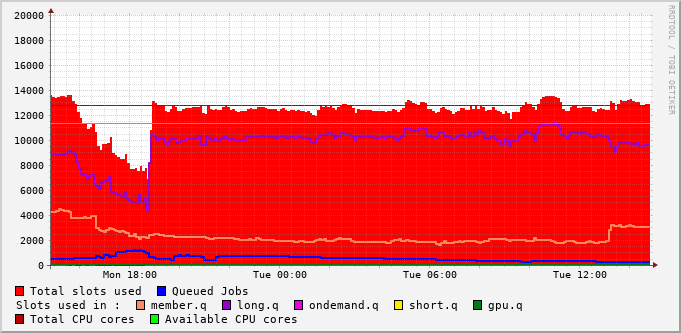 20000
18000
16000
14000
12000
10000
8000
6000
4000
2000
0
Mon 18:00 Tue 00:00 Tue 06:00 Tue 12:00
RRDTOOL / TOBI OETIKER
Total slots used Queued Jobs
Slots used in : member.q long.q ondemand.q short.q gpu.q
Total CPU cores Available CPU cores